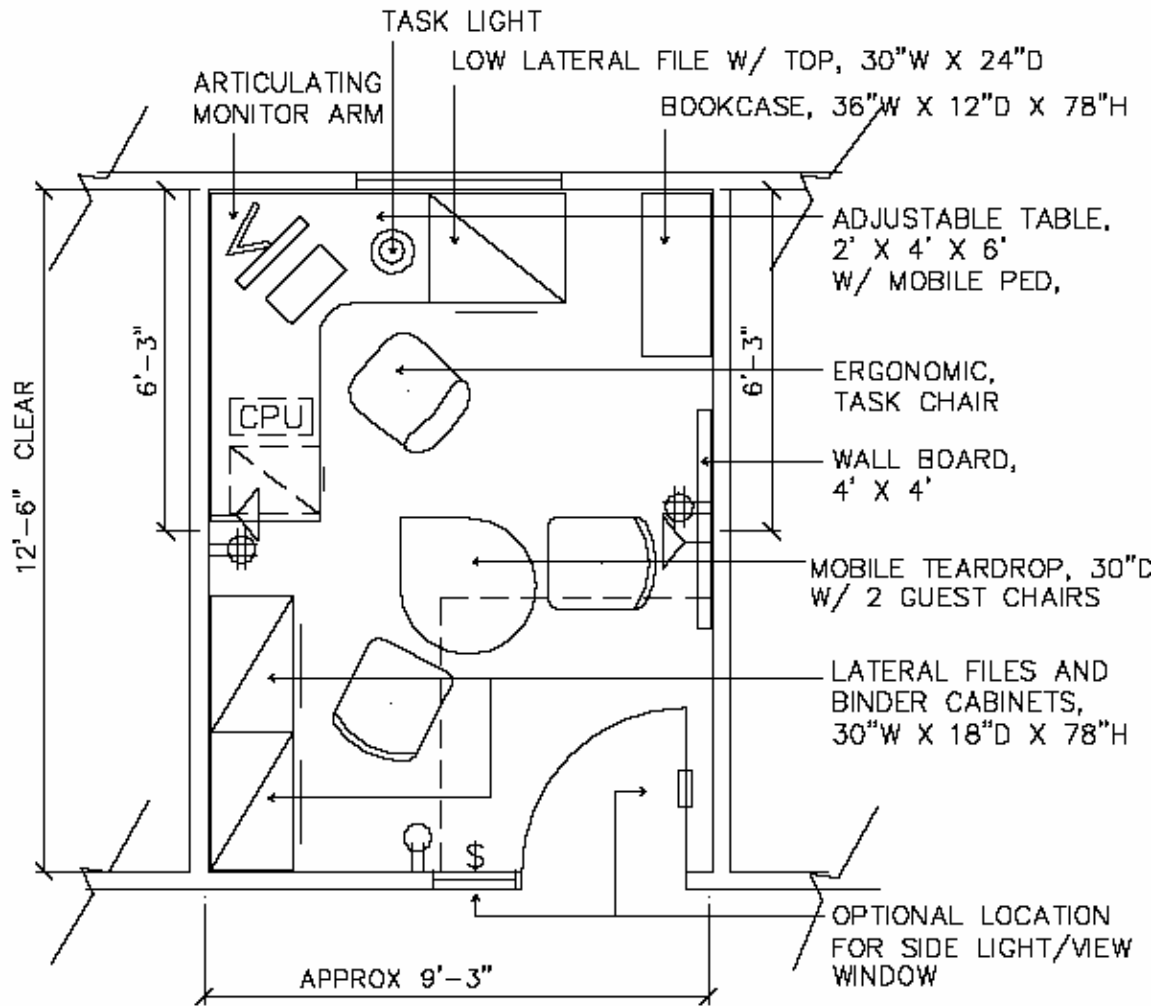 TASK LIGHT
LOW LATERAL FILE W/ TOP, 30"W X 24"D
ARTICULATING
MONITOR ARM
BOOKCASE, 36"W X 12"D X 78"H
ADJUSTABLE TABLE,
2' X 4' X 6'
W/ MOBILE PED,
6'-3"
6'-3"
12'-6" CLEAR
ERGONOMIC,
TASK CHAIR
CPU
WALL BOARD,
4' X 4'
MOBILE TEARDROP, 30"D
W/ 2 GUEST CHAIRS
LATERAL FILES AND
BINDER CABINETS,
30"W X 18"D X 78"H
$
OPTIONAL LOCATION
FOR SIDE LIGHT/VIEW
WINDOW
APPROX 9'-3"